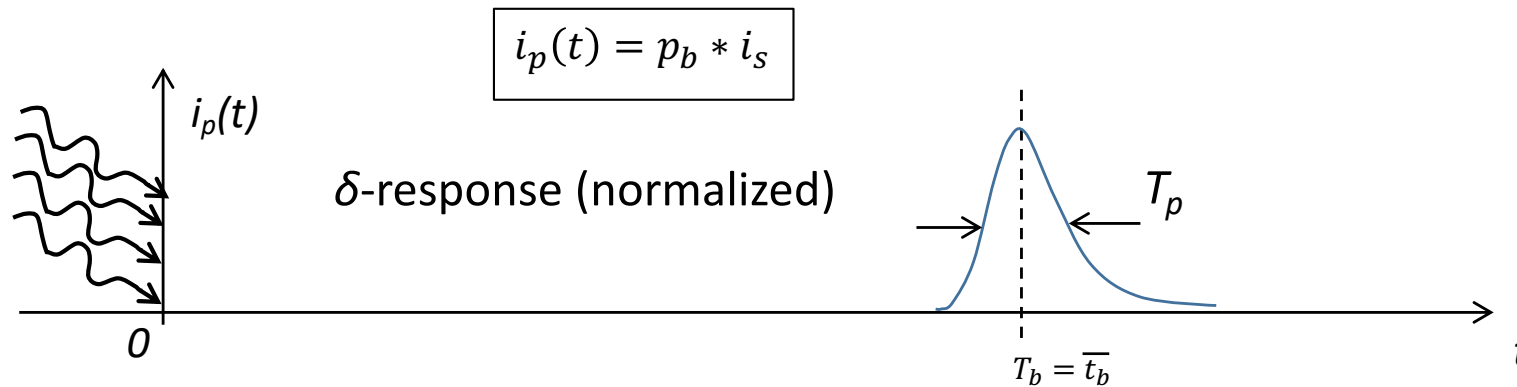 i_p(t) = p_b * i_s
i_p(t)
δ-response (normalized)
T_p
0
T_b = \overline{t_b}